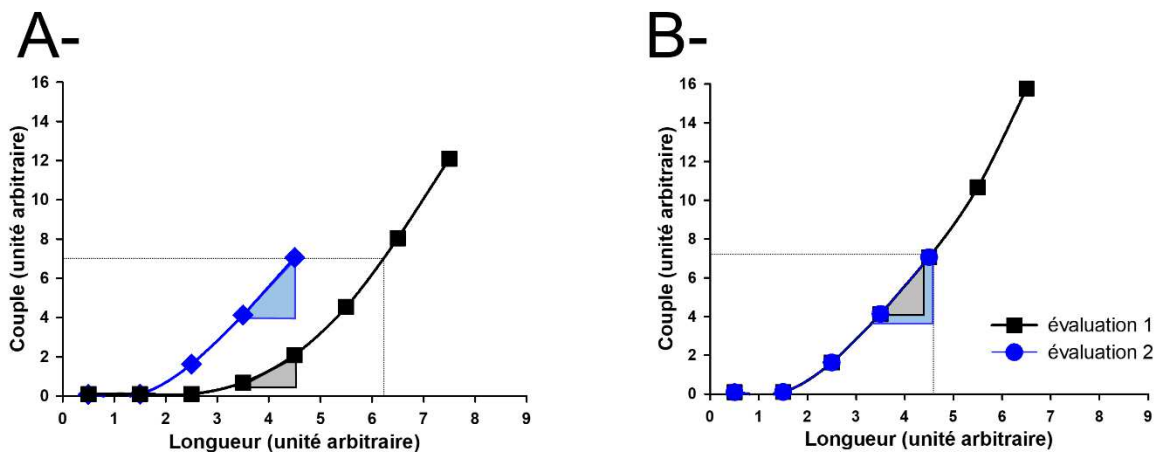 A-
16
14
12
10
8
6
4
2
0
Couple (unité arbitraire)
0 1 2 3 4 5 6 7 8 9
Longueur (unité arbitraire)
B-
16
14
12
10
8
6
4
2
0
Couple (unité arbitraire)
évaluation 1
évaluation 2
0 1 2 3 4 5 6 7 8 9
Longueur (unité arbitraire)